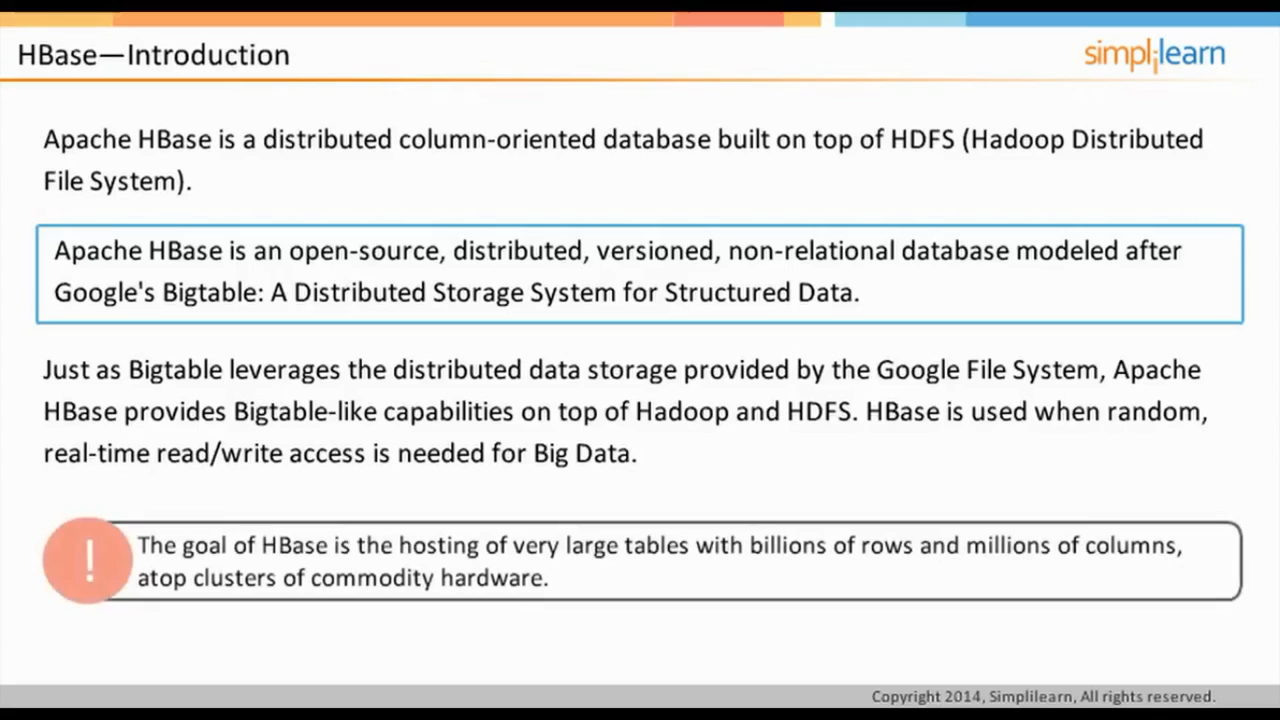 HBase—Introduction
simplilearn
Apache HBase is a distributed column-oriented database built on top of HDFS (Hadoop Distributed
File System).
Apache HBase is an open-source, distributed, versioned, non-relational database modeled after
Google's Bigtable: A Distributed Storage System for Structured Data.
Just as Bigtable leverages the distributed data storage provided by the Google File System, Apache
HBase provides Bigtable-like capabilities on top of Hadoop and HDFS. HBase is used when random,
real-time read/write access is needed for Big Data.
!
The goal of HBase is the hosting of very large tables with billions of rows and millions of columns,
atop clusters of commodity hardware.
Copyright 2014, Simplilearn, All rights reserved.